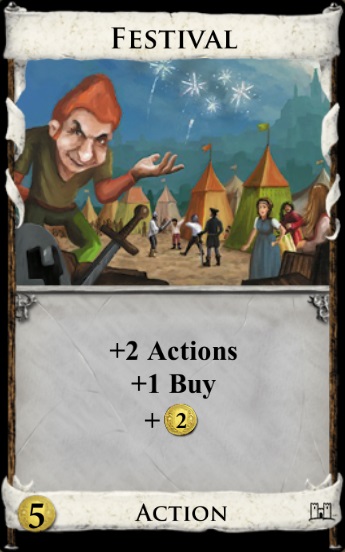 FESTIVAL
+2 Actions
+1 Buy
+ 2
5 ACTION